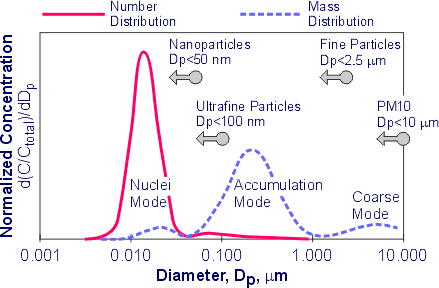 Number
Distribution
Mass
Distribution
Normalized Concentration
d(C/Ctotal)/dDp
Nanoparticles
Dp<50 nm
Fine Particles
Dp<2.5 μm
Ultrafine Particles
Dp<100 nm
PM10
Dp<10 μm
Nuclei
Mode
Accumulation
Mode
Coarse
Mode
0.001 0.010 0.100 1.000 10.000
Diameter, Dp, μm